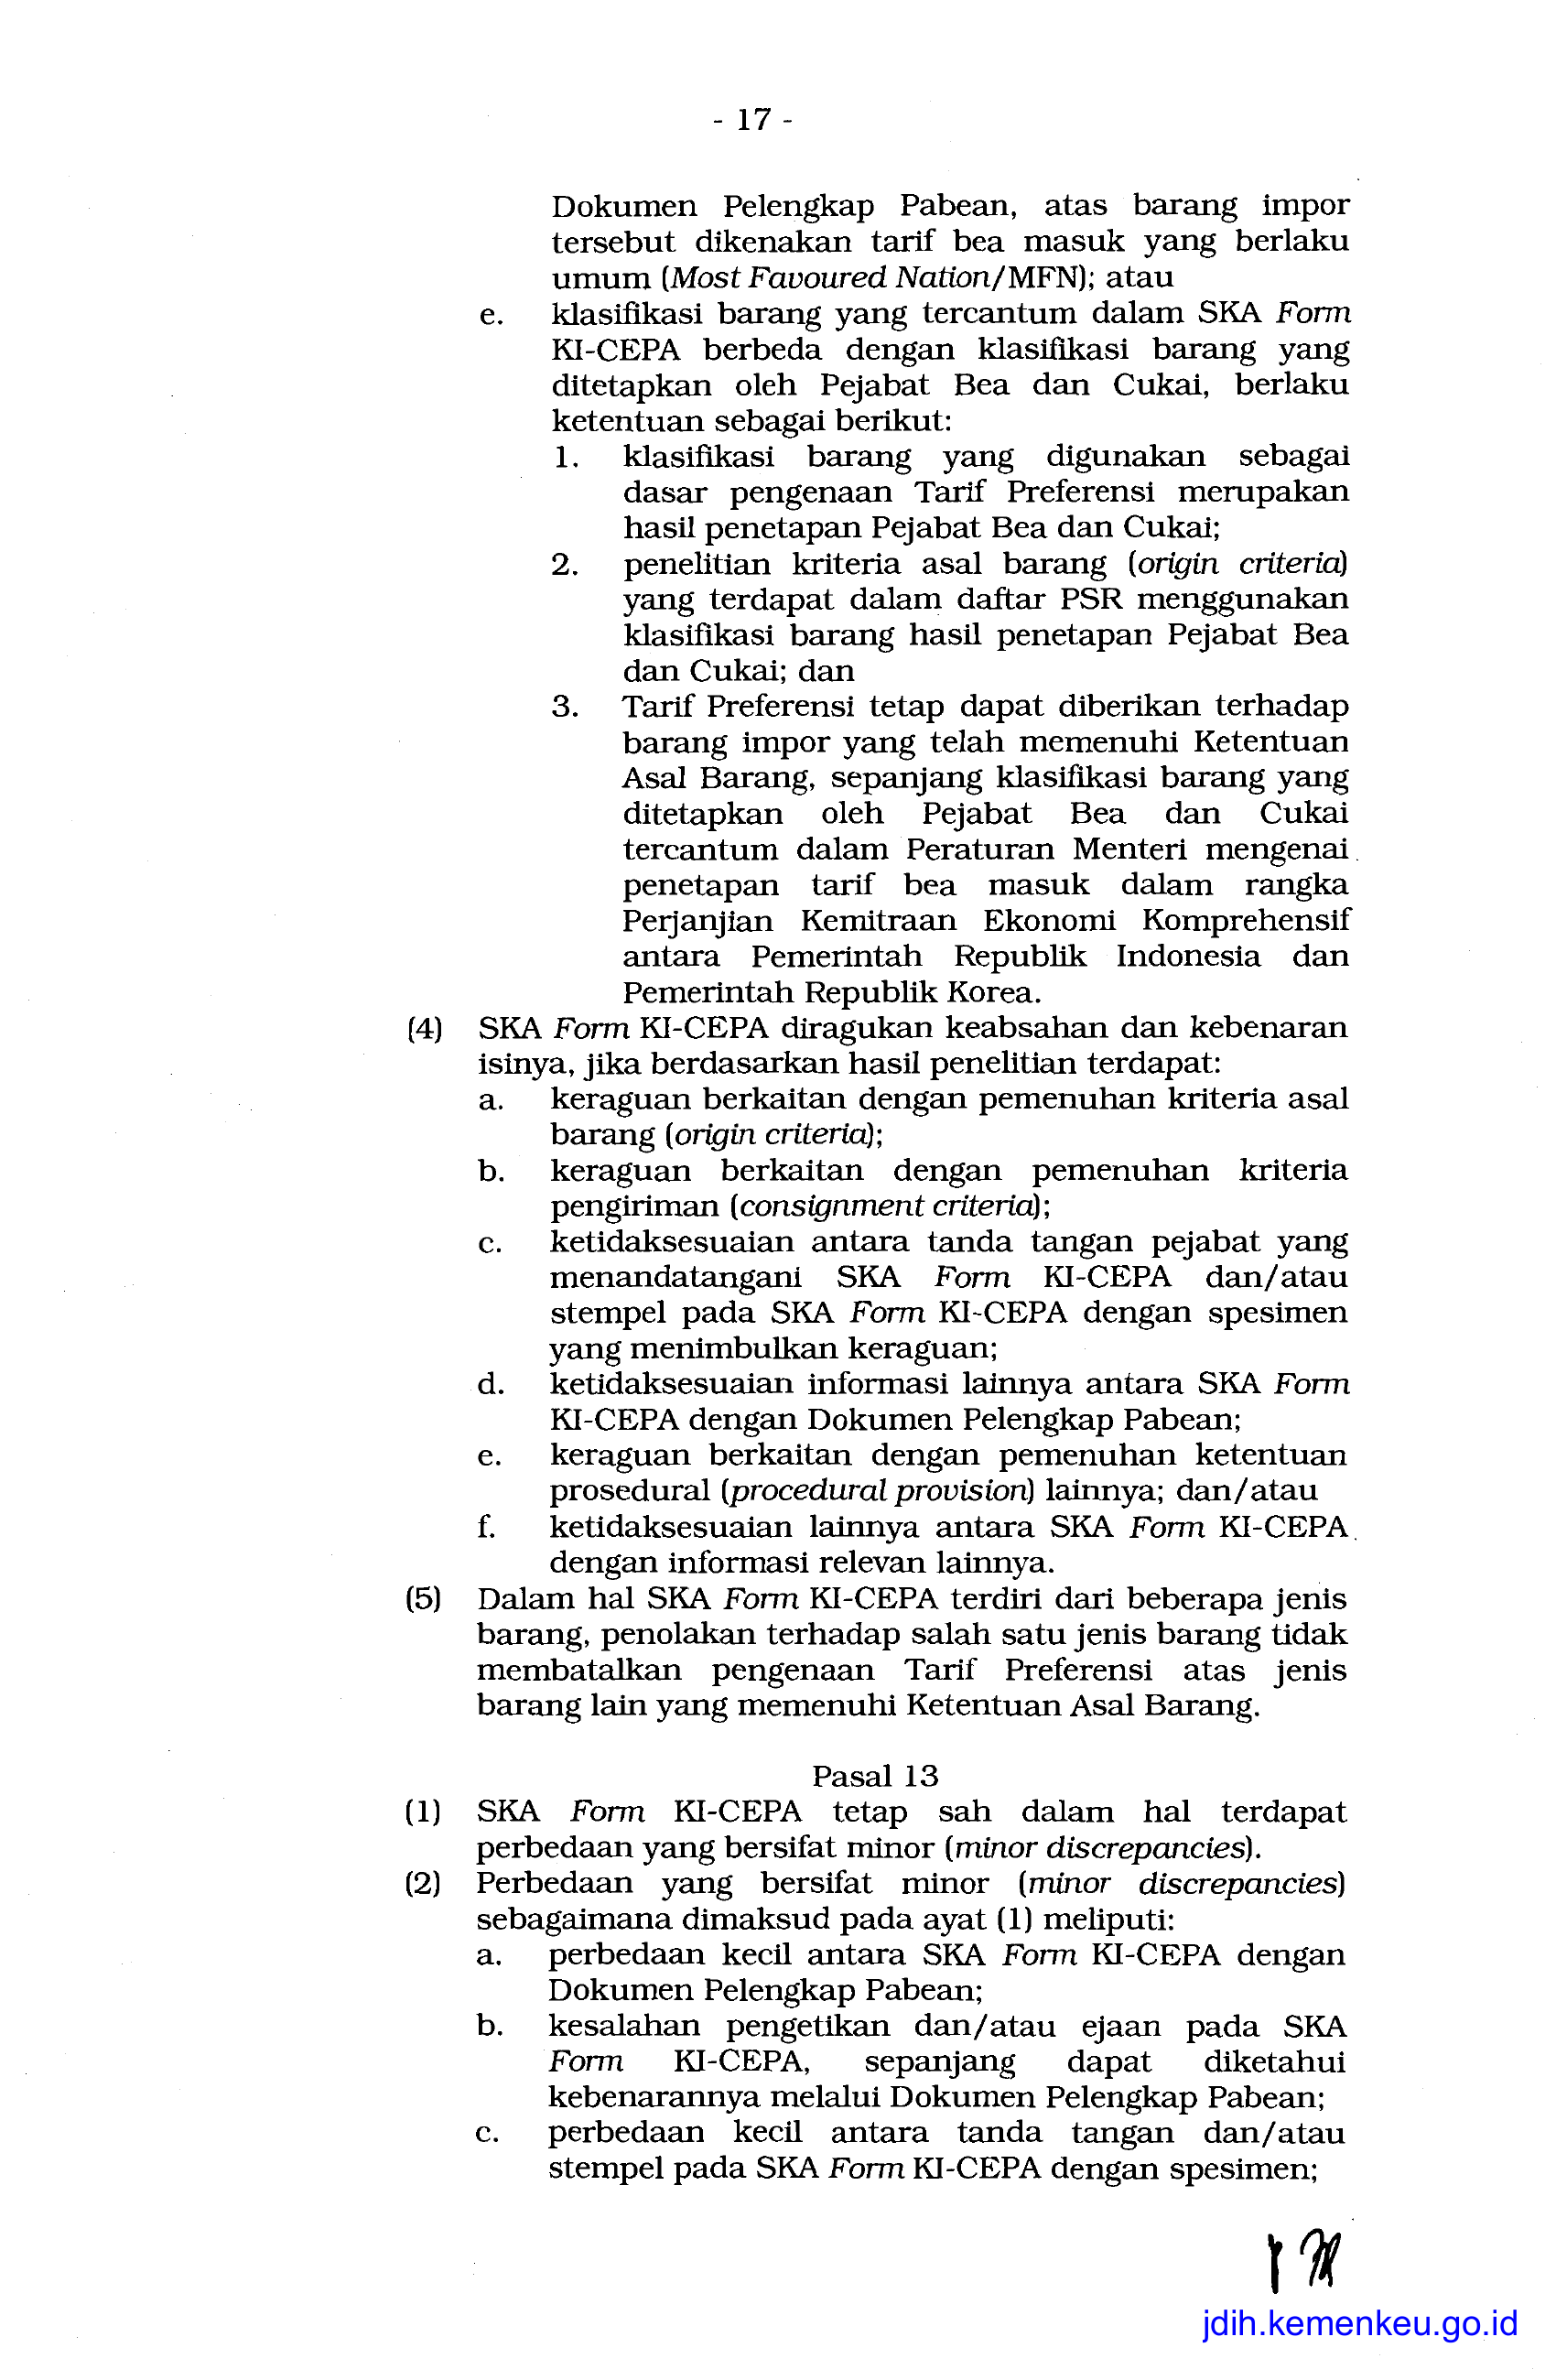 - 17 -
Dokumen Pelengkap Pabean, atas barang impor
tersebut dikenakan tarif bea masuk yang berlaku
umum (Most Favoured Nation/MFN); atau
e. klasifikasi barang yang tercantum dalam SKA Form
KI-CEPA berbeda dengan klasifikasi barang yang
ditetapkan oleh Pejabat Bea dan Cukai, berlaku
ketentuan sebagai berikut:
1. klasifikasi barang yang digunakan sebagai
dasar pengenaan Tarif Preferensi merupakan
hasil penetapan Pejabat Bea dan Cukai;
2. penelitian kriteria asal barang (origin criteria)
yang terdapat dalam daftar PSR menggunakan
klasifikasi barang hasil penetapan Pejabat Bea
dan Cukai; dan
3. Tarif Preferensi tetap dapat diberikan terhadap
barang impor yang telah memenuhi Ketentuan
Asal Barang, sepanjang klasifikasi barang yang
ditetapkan oleh Pejabat Bea dan Cukai
tercantum dalam Peraturan Menteri mengenai
penetapan tarif bea masuk dalam rangka
Perjanjian Kemitraan Ekonomi Komprehensif
antara Pemerintah Republik Indonesia dan
Pemerintah Republik Korea.
(4) SKA Form KI-CEPA diragukan keabsahan dan kebenaran
isinya, jika berdasarkan hasil penelitian terdapat:
a. keraguan berkaitan dengan pemenuhan kriteria asal
barang (origin criteria);
b. keraguan berkaitan dengan pemenuhan kriteria
pengiriman (consignment criteria);
c. ketidaksesuaian antara tanda tangan pejabat yang
menandatangani SKA Form KI-CEPA dan/atau
stempel pada SKA Form KI-CEPA dengan spesimen
yang menimbulkan keraguan;
d. ketidaksesuaian informasi lainnya antara SKA Form
KI-CEPA dengan Dokumen Pelengkap Pabean;
e. keraguan berkaitan dengan pemenuhan ketentuan
prosedural (procedural provision) lainnya; dan/atau
f. ketidaksesuaian lainnya antara SKA Form KI-CEPA
dengan informasi relevan lainnya.
(5) Dalam hal SKA Form KI-CEPA terdiri dari beberapa jenis
barang, penolakan terhadap salah satu jenis barang tidak
membatalkan pengenaan Tarif Preferensi atas jenis
barang lain yang memenuhi Ketentuan Asal Barang.
Pasal 13
(1) SKA Form KI-CEPA tetap sah dalam hal terdapat
perbedaan yang bersifat minor (minor discrepancies).
(2) Perbedaan yang bersifat minor (minor discrepancies)
sebagaimana dimaksud pada ayat (1) meliputi:
a. perbedaan kecil antara SKA Form KI-CEPA dengan
Dokumen Pelengkap Pabean;
b. kesalahan pengetikan dan/atau ejaan pada SKA
Form KI-CEPA, sepanjang dapat diketahui
kebenarannya melalui Dokumen Pelengkap Pabean;
c. perbedaan kecil antara tanda tangan dan/atau
stempel pada SKA Form KI-CEPA dengan spesimen;
jdih.kemenkeu.go.id